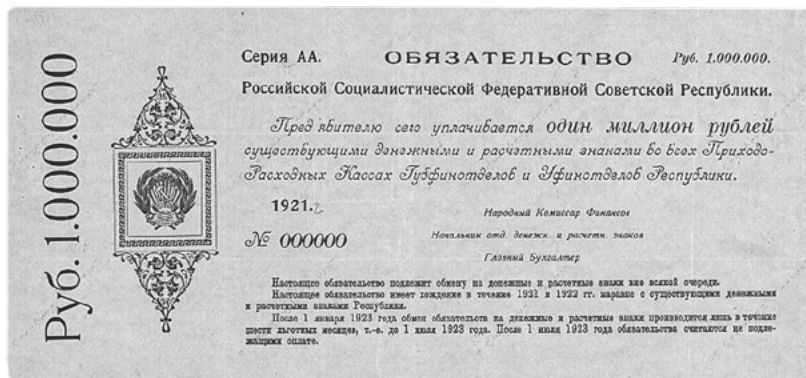 Руб. 1.000.000
Серия АА. ОБЯЗАТЕЛЬСТВО Руб. 1.000.000.
Российской Социалистической Федеративной Советской Республики.
Предъявителю сего уплачивается один миллион рублей
существующими денежными и расчетными знаками во всех Приходо-
Расходных Кассах Губфинотделов и Уфинотделов Республики.
1921.
Народный Комиссар Финансов
№ 000000
Начальник отд. денежн. и расчетн. знаков
Главный Бухгалтер
Настоящее обязательство подлежит обмену на денежные и расчетные знаки вне всякой очереди.
Настоящее обязательство имеет хождение в течение 1921 и 1922 гг. наравне с существующими денежными
и расчетными знаками Республики.
После 1 января 1923 года обмен обязательств на денежные и расчетные знаки производится лишь в течение
шести льготных месяцев, т.-е. до 1 июля 1923 года. После 1 июля 1923 года обязательства считаются не подле-
жащими оплате.